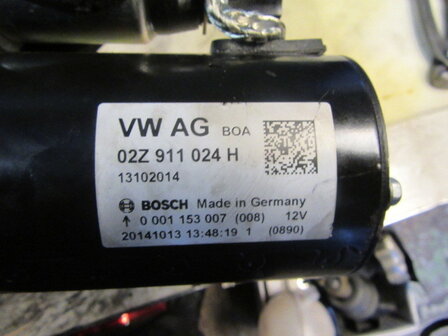 VW AG BOA
02Z 911 024 H
13102014
BOSCH Made in Germany
↑ 0 001 153 007 (008) 12V
20141013 13:48:19 1 (0890)